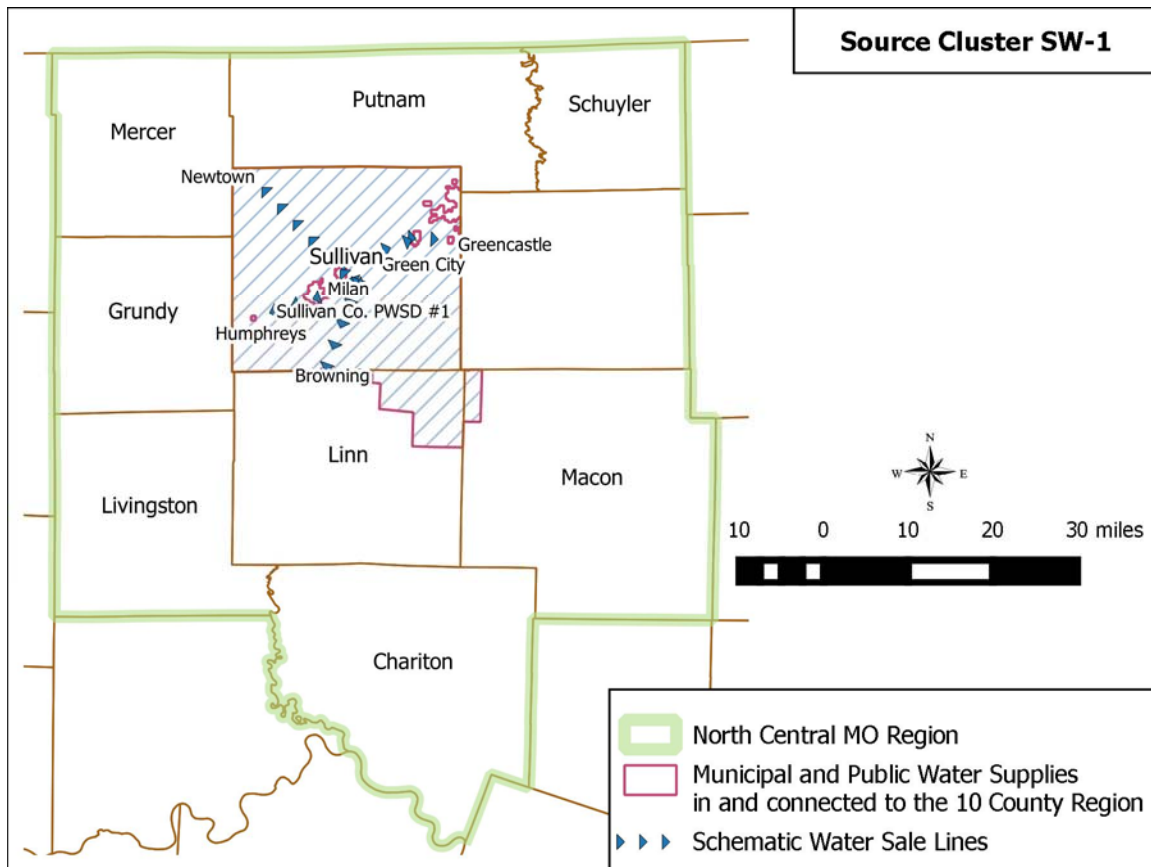 Source Cluster SW-1
Putnam
Schuyler
Mercer
Newtown
Greencastle
Sullivan
Green City
Milan
Grundy
Sullivan Co. PWSD #1
Humphreys
Browning
Linn
Macon
Livingston
N
W E
S
10 0 10 20 30 miles
Chariton
North Central MO Region
Municipal and Public Water Supplies
in and connected to the 10 County Region
Schematic Water Sale Lines